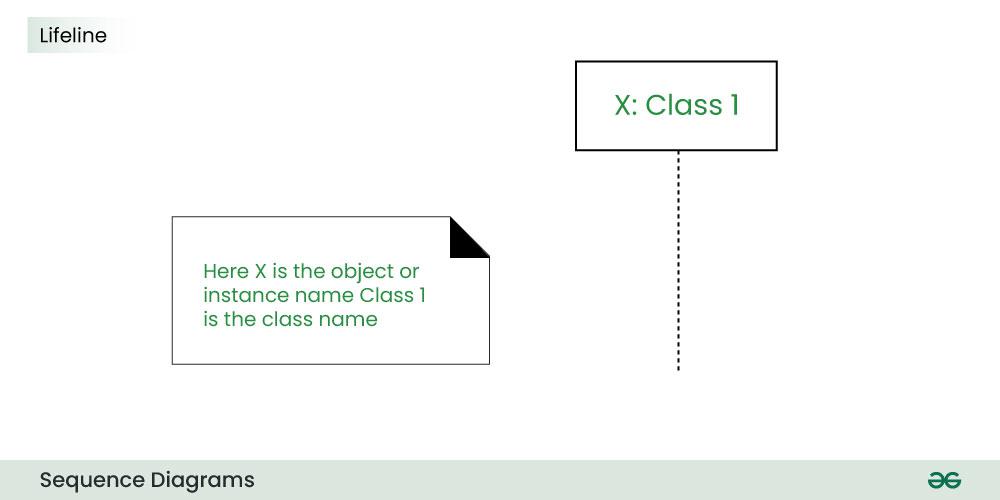 Lifeline
X: Class 1
Here X is the object or
instance name Class 1
is the class name
Sequence Diagrams